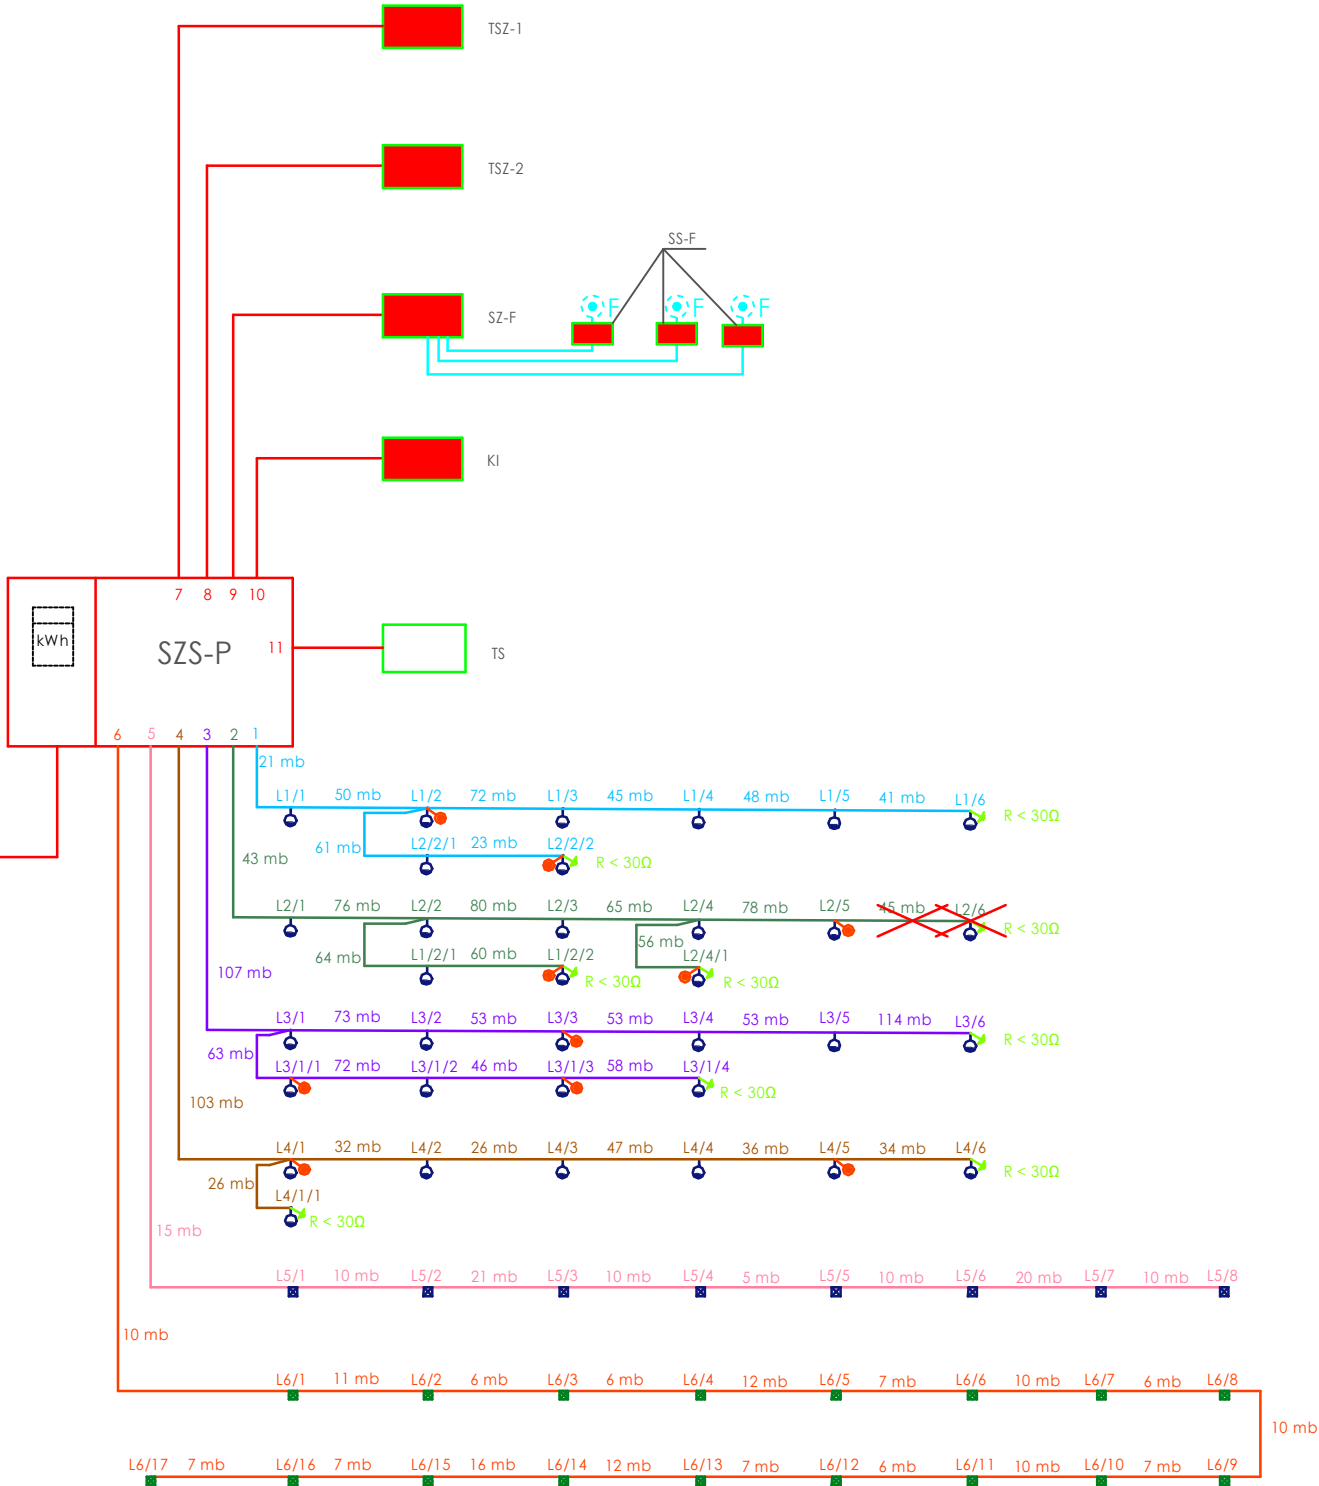 TSZ-1
TSZ-2
SS-F
F F F
SZ-F
KI
7 8 9 10
kWh
SZS-P
11
TS
6 5 4 3 2 1
21 mb
L1/1 50 mb L1/2 72 mb L1/3 45 mb L1/4 48 mb L1/5 41 mb L1/6
R < 30Ω
61 mb L2/2/1 23 mb L2/2/2
R < 30Ω
43 mb
L2/1 76 mb L2/2 80 mb L2/3 65 mb L2/4 78 mb L2/5 45 mb L2/6
R < 30Ω
64 mb L1/2/1 60 mb L1/2/2
R < 30Ω
56 mb L2/4/1
R < 30Ω
107 mb
L3/1 73 mb L3/2 53 mb L3/3 53 mb L3/4 53 mb L3/5 114 mb L3/6
R < 30Ω
63 mb L3/1/1 72 mb L3/1/2 46 mb L3/1/3 58 mb L3/1/4
R < 30Ω
103 mb
L4/1 32 mb L4/2 26 mb L4/3 47 mb L4/4 36 mb L4/5 34 mb L4/6
R < 30Ω
26 mb L4/1/1
R < 30Ω
15 mb
L5/1 10 mb L5/2 21 mb L5/3 10 mb L5/4 5 mb L5/5 10 mb L5/6 20 mb L5/7 10 mb L5/8
10 mb
L6/1 11 mb L6/2 6 mb L6/3 6 mb L6/4 12 mb L6/5 7 mb L6/6 10 mb L6/7 6 mb L6/8
10 mb
L6/17 7 mb L6/16 7 mb L6/15 16 mb L6/14 12 mb L6/13 7 mb L6/12 6 mb L6/11 10 mb L6/10 7 mb L6/9